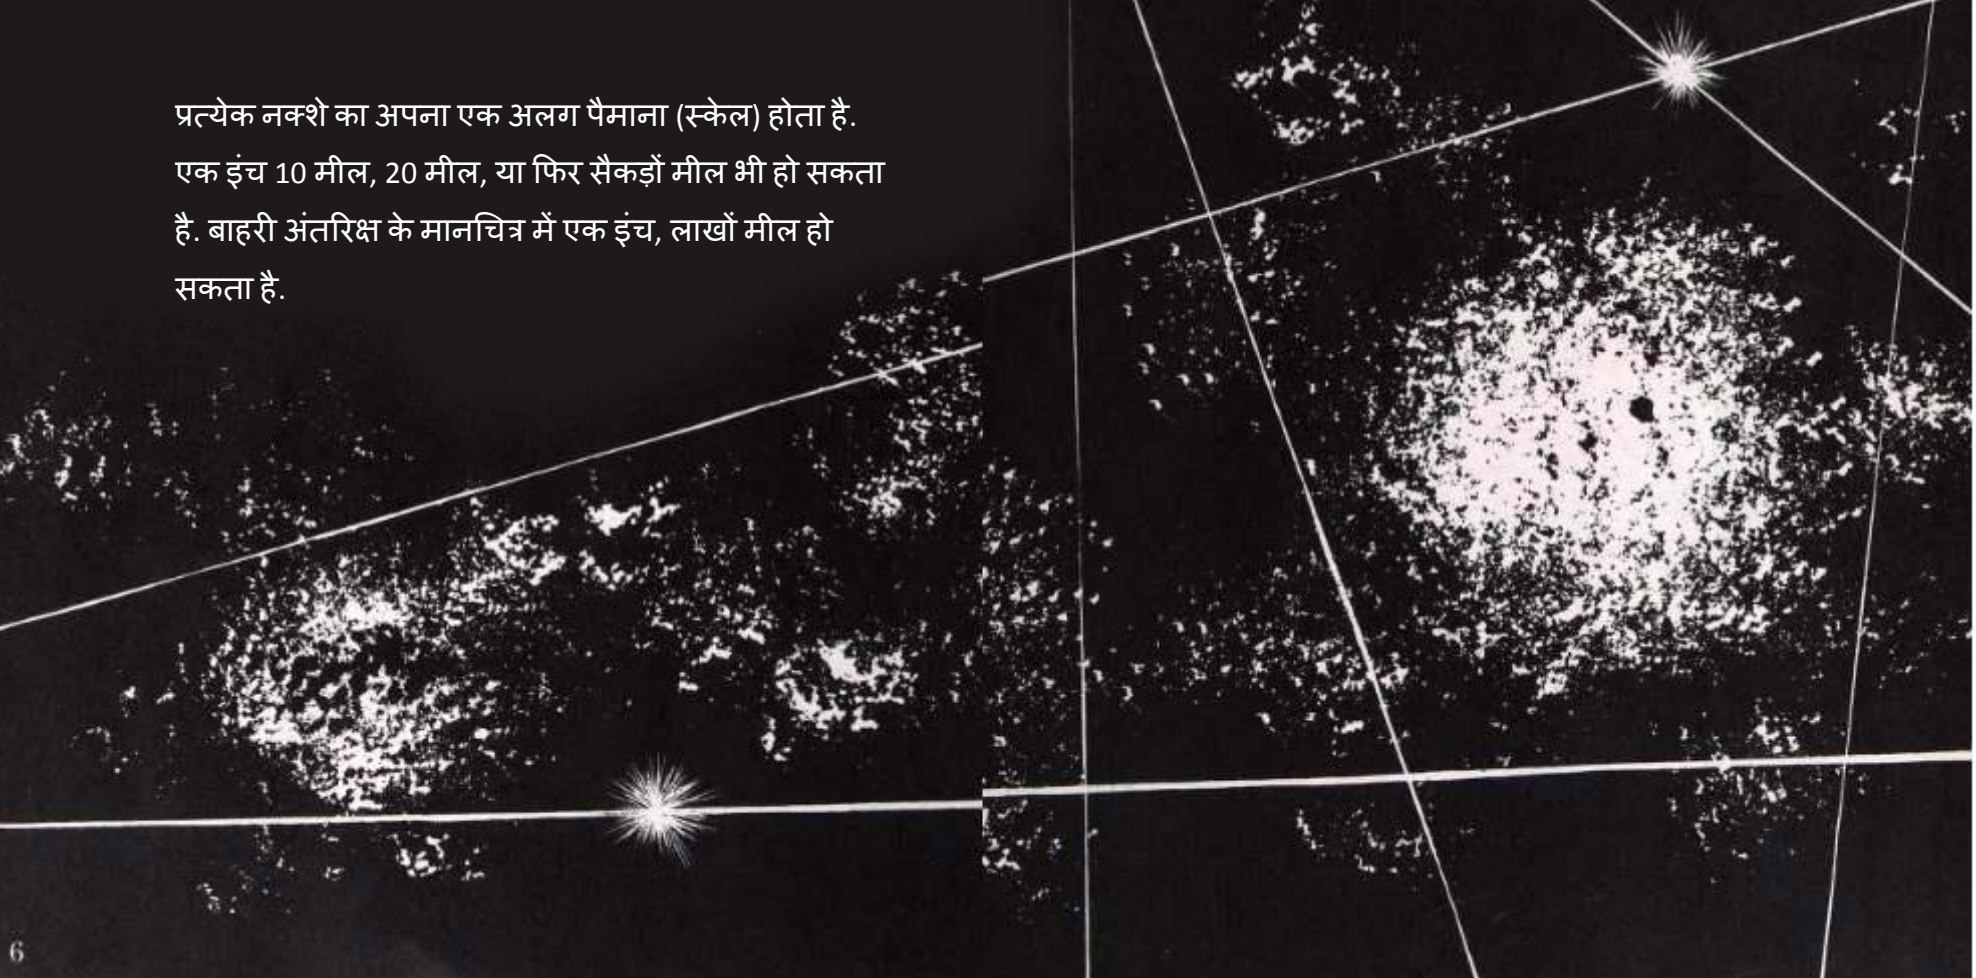 प्रत्येक नक्शे का अपना एक अलग पैमाना (स्केल) होता है.
एक इंच 10 मील, 20 मील, या फिर सैकड़ों मील भी हो सकता
है. बाहरी अंतरिक्ष के मानचित्र में एक इंच, लाखों मील हो
सकता है.
6